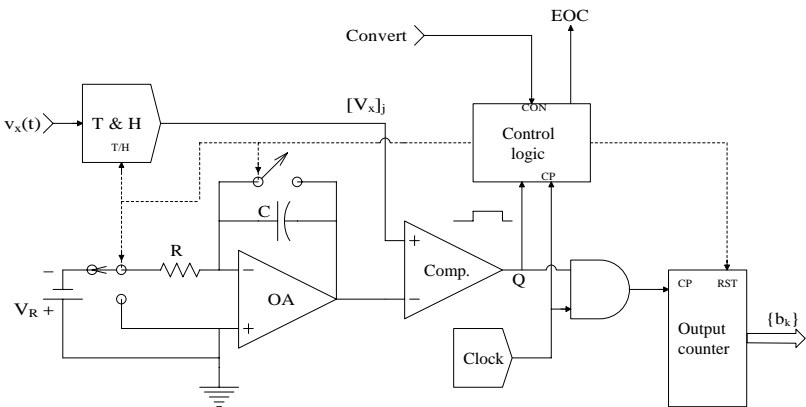 EOC
Convert
v_x(t)
T & H
T/H
[V_x]_j
CON
Control
logic
CP
C
R
−
V_R +
−
OA
+
+
Comp.
−
Q
Clock
CP RST
Output
counter
{b_k}